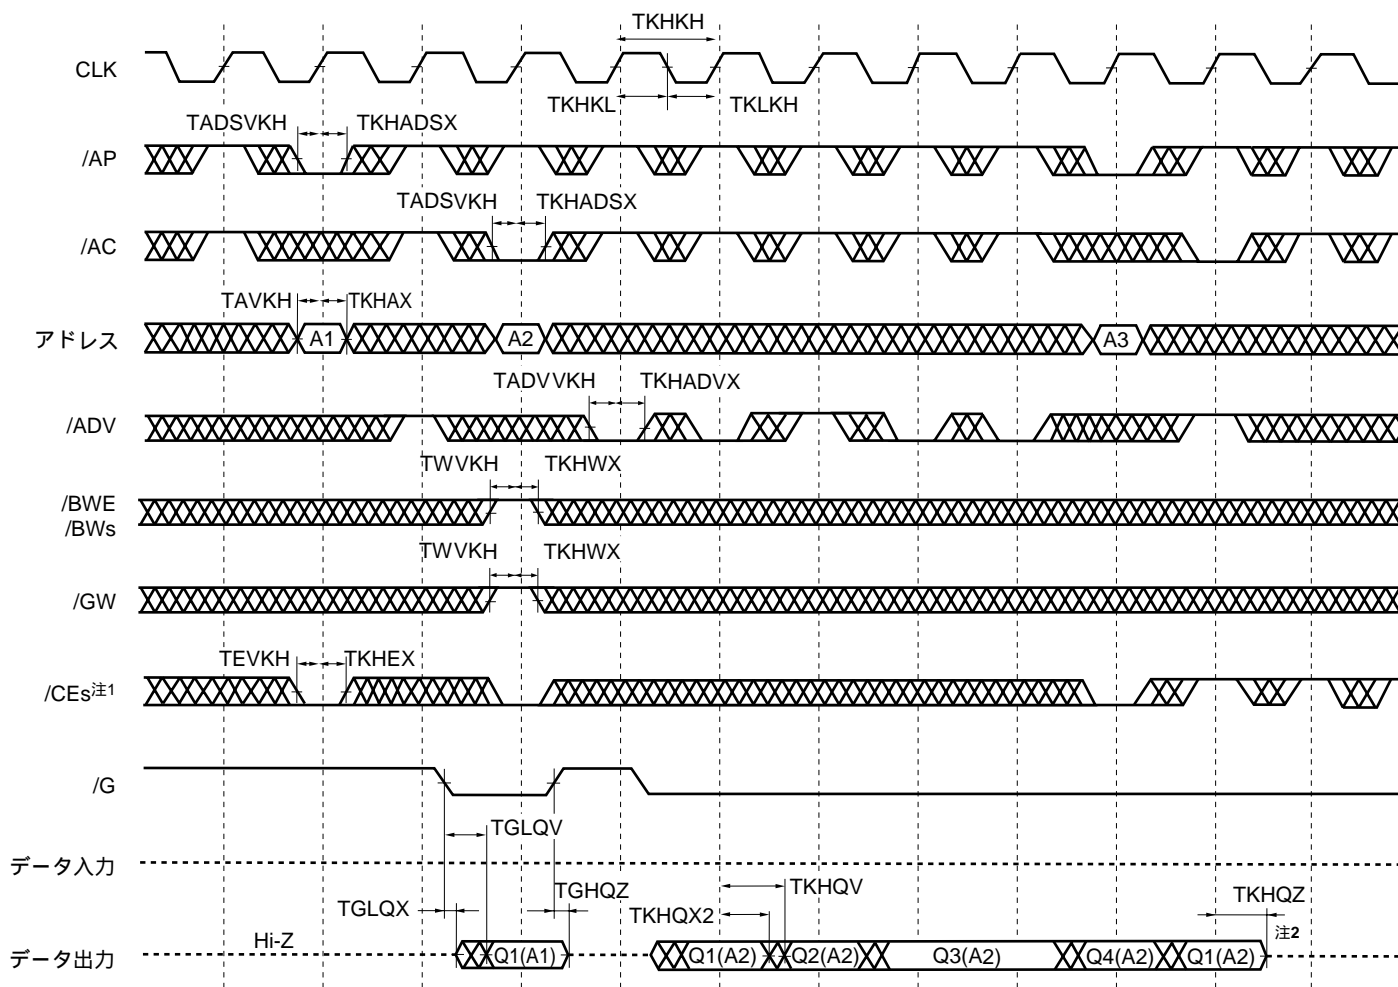 TKHKH
CLK
TKHKL TKLKH
TADSVKH TKHADSX
/AP
TADSVKH TKHADSX
/AC
TAVKH TKHAX
アドレス A1 A2 A3
TADVVKH TKHADVX
/ADV
TWVKH TKHWX
/BWE
/BWs
TWVKH TKHWX
/GW
TEVKH TKHEX
/CEs注1
/G
TGLQV
データ入力
TGLQX TGHQZ TKHQX2 TKHQV TKHQZ
Hi-Z 注2
データ出力 Q1(A1) Q1(A2) Q2(A2) Q3(A2) Q4(A2) Q1(A2)